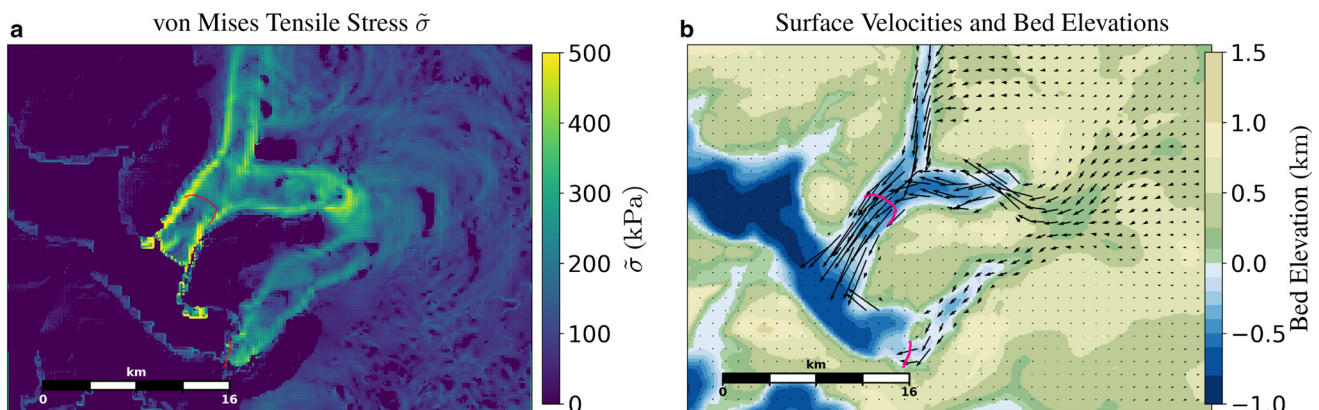 a von Mises Tensile Stress σ̃
500
400
300
200
100
0
σ̃ (kPa)
km
0 16
b Surface Velocities and Bed Elevations
1.5
1.0
0.5
0.0
−0.5
−1.0
Bed Elevation (km)
km
0 16